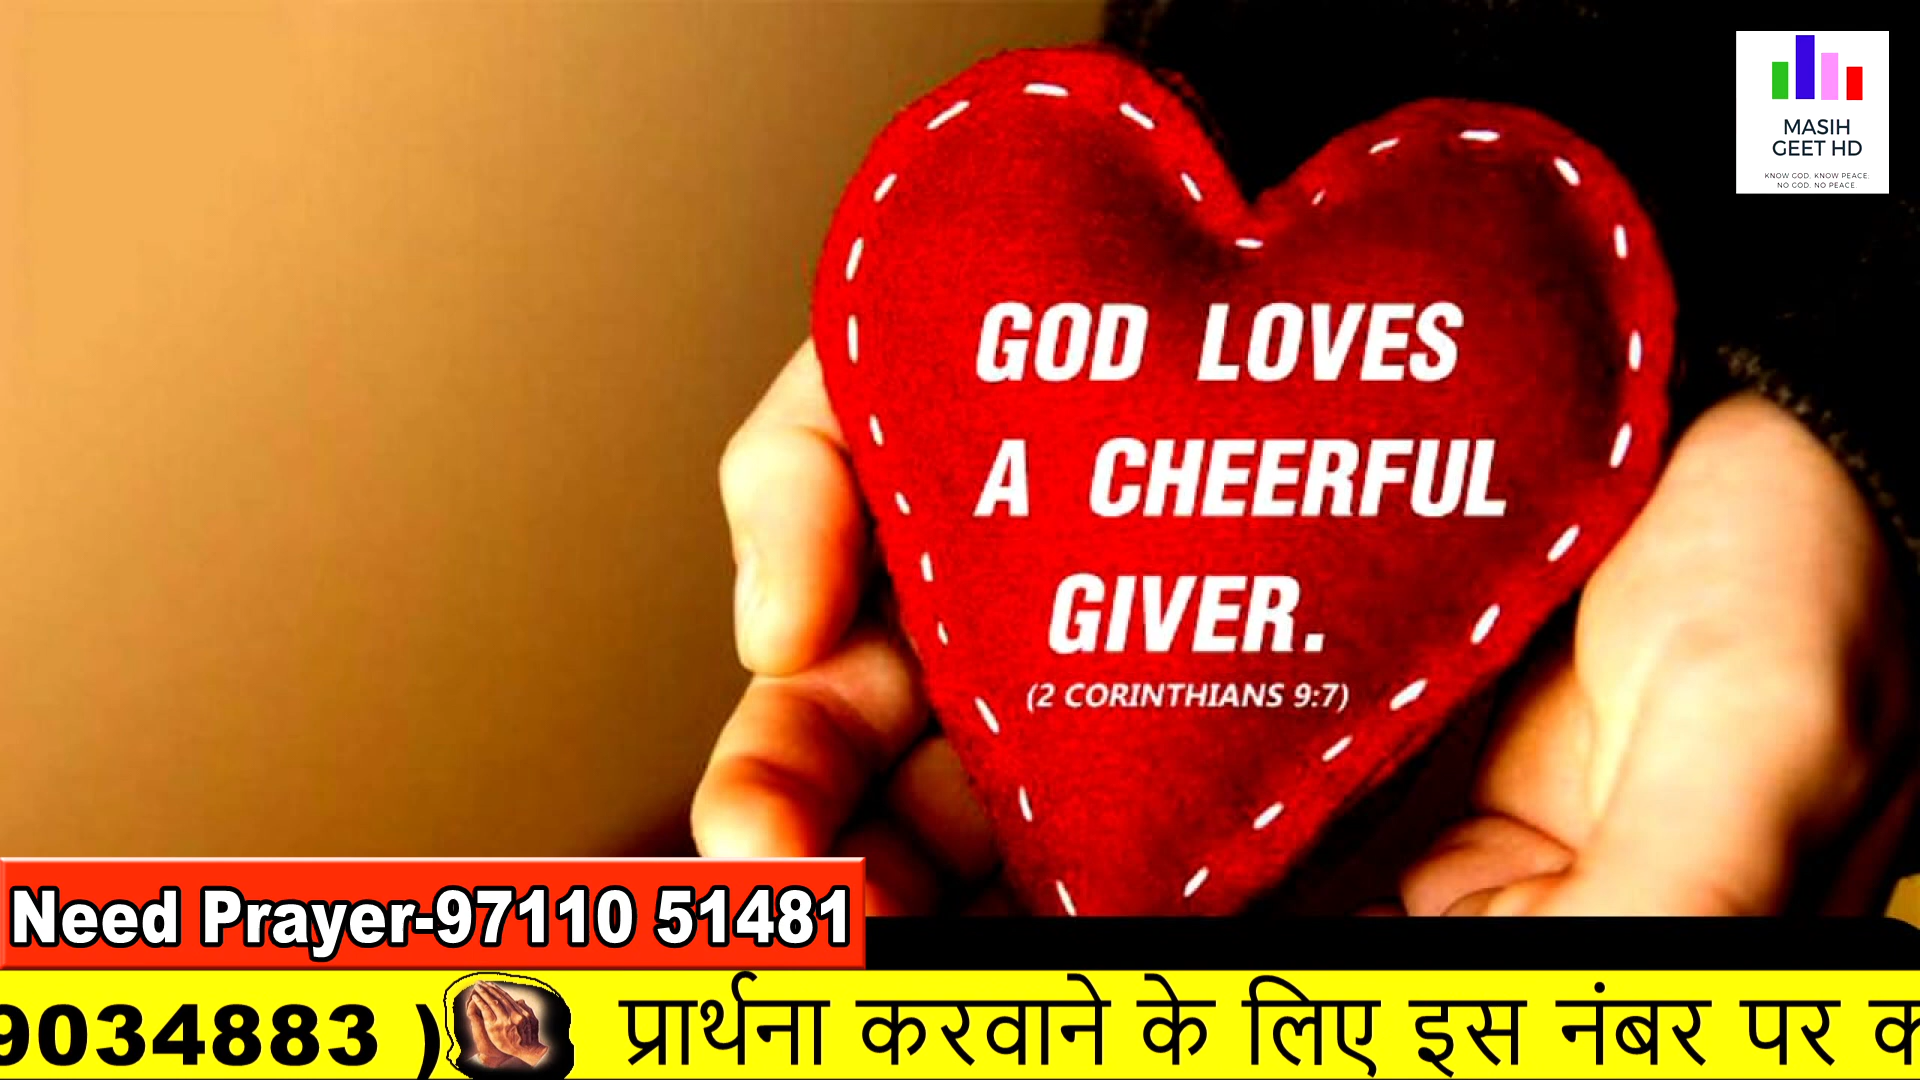 MASIH
GEET HD
KNOW GOD. KNOW PEACE.
NO GOD. NO PEACE.
GOD LOVES
A CHEERFUL
GIVER.
(2 CORINTHIANS 9:7)
Need Prayer-97110 51481
9034883 ) प्रार्थना करवाने के लिए इस नंबर पर